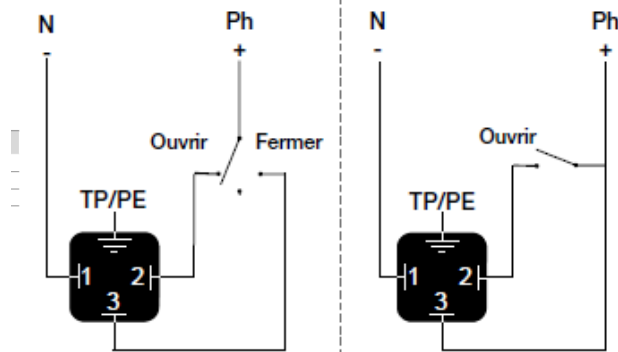 N Ph
- +
Ouvrir Fermer
TP/PE
1 2
3
N Ph
- +
Ouvrir
TP/PE
1 2
3